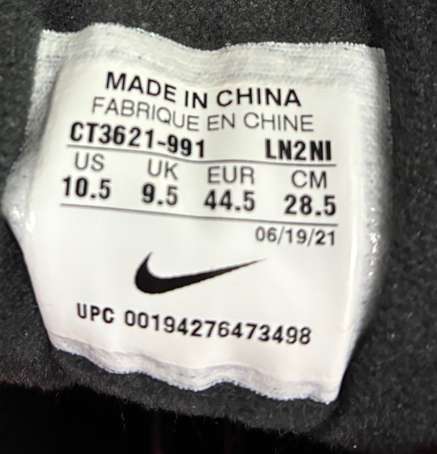 MADE IN CHINA
FABRIQUE EN CHINE
CT3621-991 LN2NI
US UK EUR CM
10.5 9.5 44.5 28.5
06/19/21
UPC 00194276473498